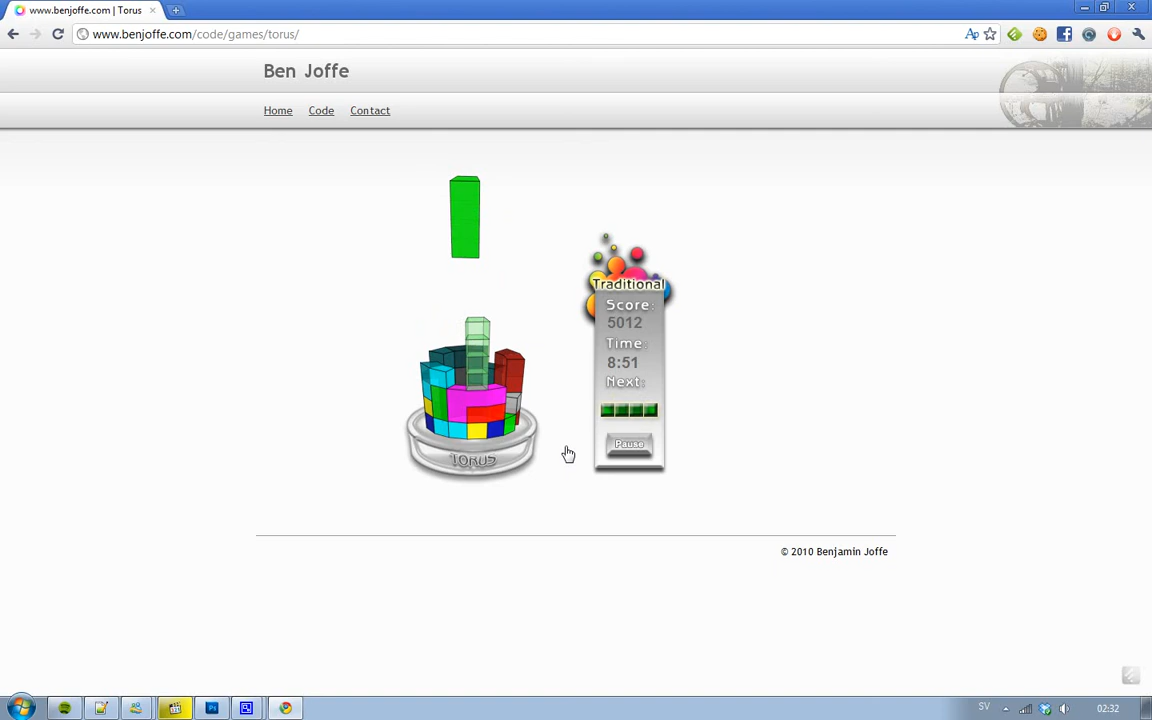 www.benjoffe.com | Torus
www.benjoffe.com/code/games/torus/
Ben Joffe
Home Code Contact
Traditional
Score:
5012
Time:
8:51
Next:
Pause
TORUS
© 2010 Benjamin Joffe
SV 02:32